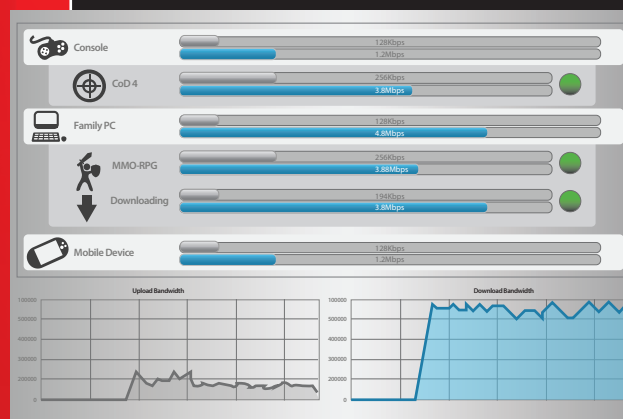 Console
128Kbps
1.2Mbps
CoD 4
256Kbps
3.8Mbps
Family PC
128Kbps
4.8Mbps
MMO-RPG
256Kbps
3.88Mbps
Downloading
194Kbps
3.8Mbps
Mobile Device
128Kbps
1.2Mbps
Upload Bandwidth
100000
500000
400000
300000
200000
0
Download Bandwidth
100000
500000
400000
300000
200000
0